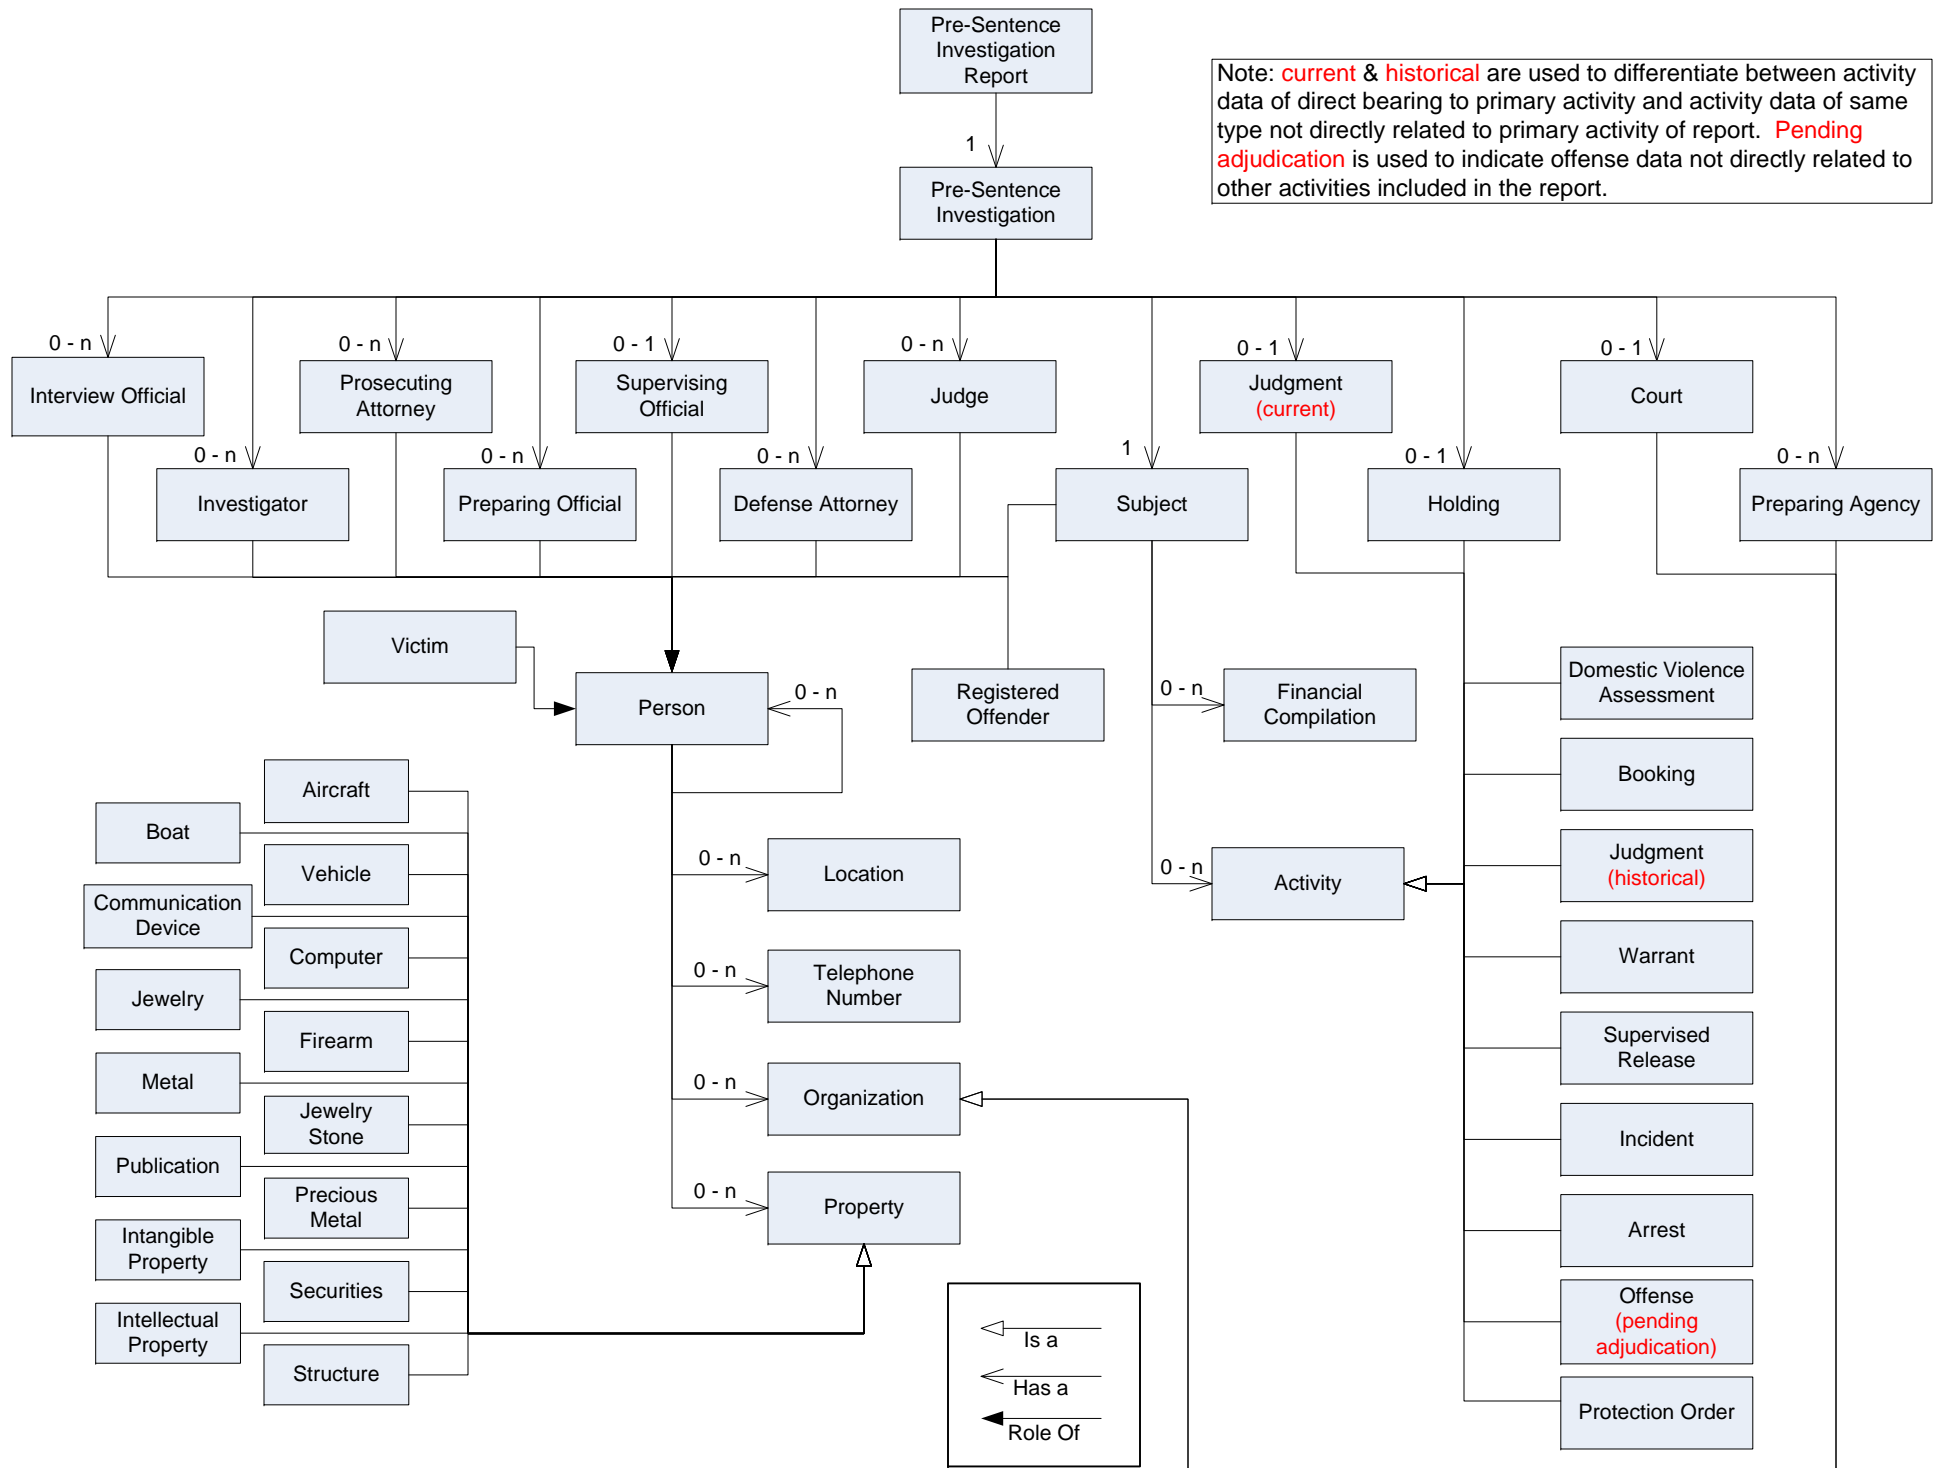 Pre-Sentence
Investigation
Report
Note: current & historical are used to differentiate between activity
data of direct bearing to primary activity and activity data of same
type not directly related to primary activity of report.  Pending
adjudication is used to indicate offense data not directly related to
other activities included in the report.
1
Pre-Sentence
Investigation
0 - n
Interview Official
0 - n
Investigator
0 - n
Prosecuting
Attorney
0 - n
Preparing Official
0 - 1
Supervising
Official
0 - n
Defense Attorney
0 - n
Judge
1
Subject
0 - 1
Judgment
(current)
0 - 1
Holding
0 - 1
Court
0 - n
Preparing Agency
Victim
Person
0 - n
Registered
Offender
0 - n
Financial
Compilation
0 - n
Activity
Domestic Violence
Assessment
Booking
Judgment
(historical)
Warrant
Supervised
Release
Incident
Arrest
Offense
(pending
adjudication)
Protection Order
Aircraft
Boat
Vehicle
Communication
Device
Computer
Jewelry
Firearm
Metal
Jewelry
Stone
Publication
Precious
Metal
Intangible
Property
Securities
Intellectual
Property
Structure
0 - n
Location
0 - n
Telephone
Number
0 - n
Organization
0 - n
Property
Is a
Has a
Role Of